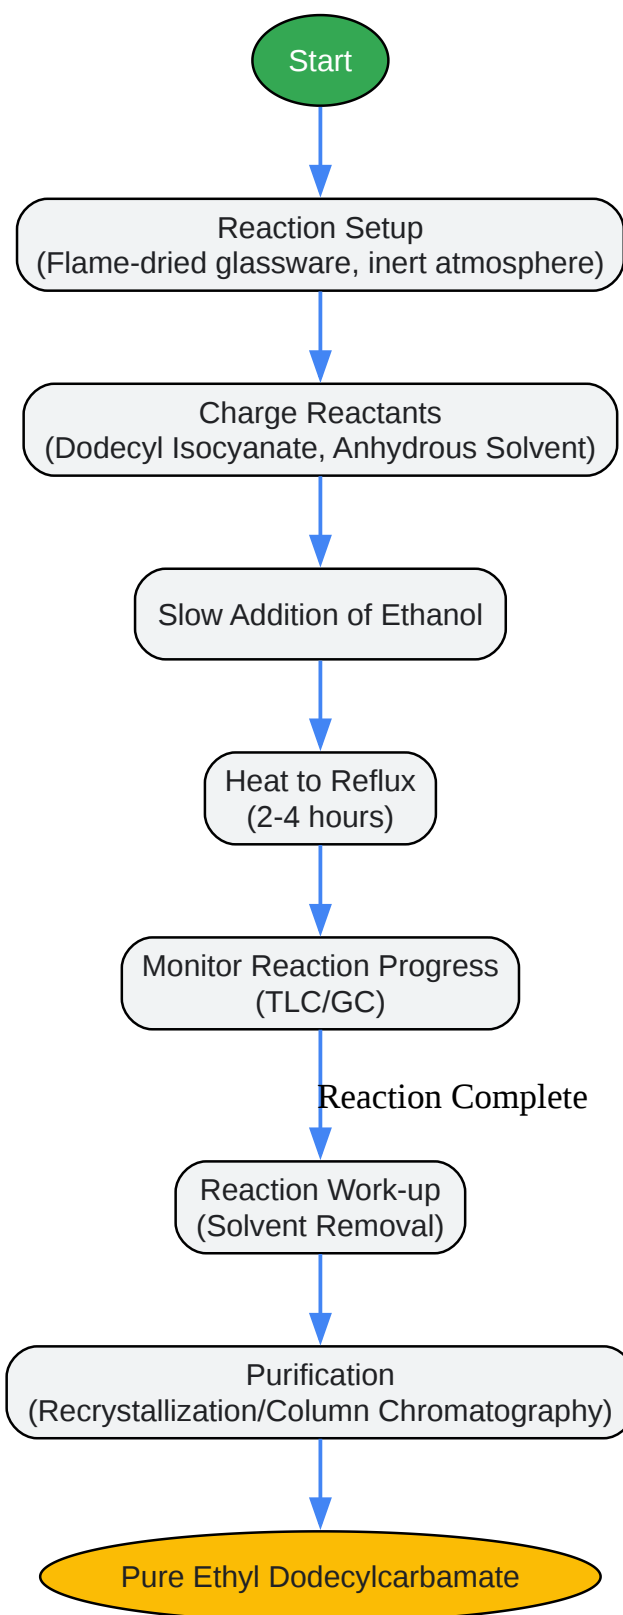 Start
Reaction Setup
(Flame-dried glassware, inert atmosphere)
Charge Reactants
(Dodecyl Isocyanate, Anhydrous Solvent)
Slow Addition of Ethanol
Heat to Reflux
(2-4 hours)
Monitor Reaction Progress
(TLC/GC)
Reaction Complete
Reaction Work-up
(Solvent Removal)
Purification
(Recrystallization/Column Chromatography)
Pure Ethyl Dodecylcarbamate